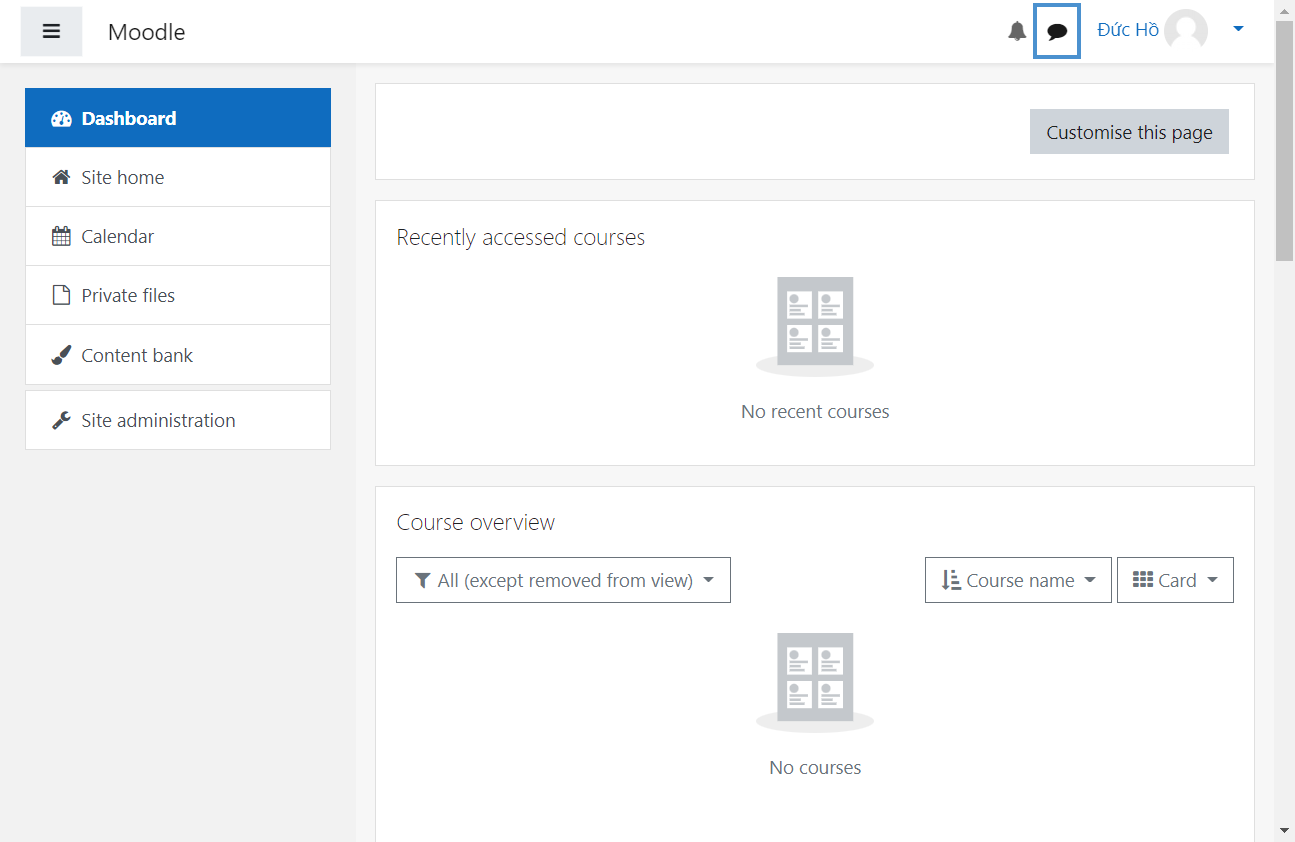 Moodle
Đức Hồ
Dashboard
Site home
Calendar
Private files
Content bank
Site administration
Customise this page
Recently accessed courses
No recent courses
Course overview
All (except removed from view)
Course name
Card
No courses